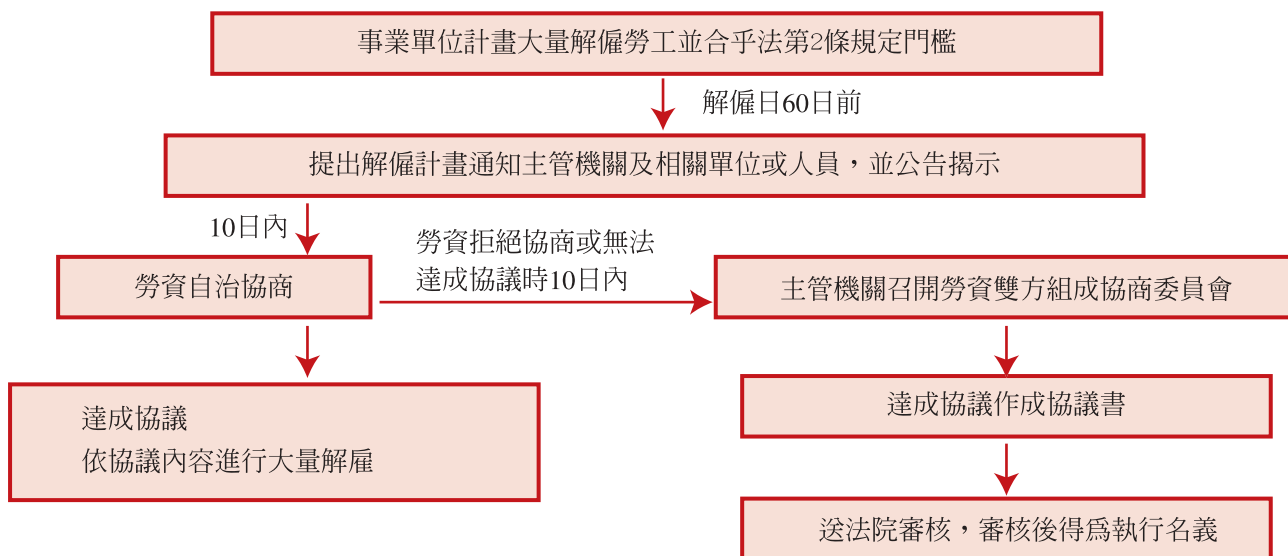 事業單位計畫大量解僱勞工並合乎法第2條規定門檻
解僱日60日前
提出解僱計畫通知主管機關及相關單位或人員，並公告揭示
10日內
勞資拒絕協商或無法
達成協議時10日內
勞資自治協商
主管機關召開勞資雙方組成協商委員會
達成協議
依協議內容進行大量解雇
達成協議作成協議書
送法院審核，審核後得為執行名義